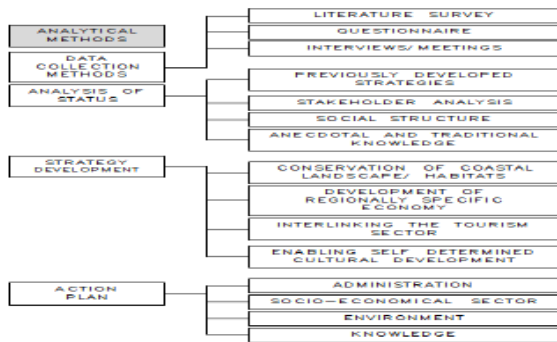 ANALYTICAL
METHODS
DATA
COLLECTION
METHODS
ANALYSIS OF
STATUS
LITERATURE SURVEY
QUESTIONNAIRE
INTERVIEWS/MEETINGS
PREVIOUSLY DEVELOPED
STRATEGIES
STAKEHOLDER ANALYSIS
SOCIAL STRUCTURE
ANECDOTAL AND TRADITIONAL
KNOWLEDGE
STRATEGY
DEVELOPMENT
CONSERVATION OF COASTAL
LANDSCAPE/ HABITATS
DEVELOPMENT OF
REGIONALLY SPECIFIC
ECONOMY
INTERLINKING THE TOURISM
SECTOR
ENABLING SELF DETERMINED
CULTURAL DEVELOPMENT
ACTION
PLAN
ADMINISTRATION
SOCIO-ECONOMICAL SECTOR
ENVIRONMENT
KNOWLEDGE